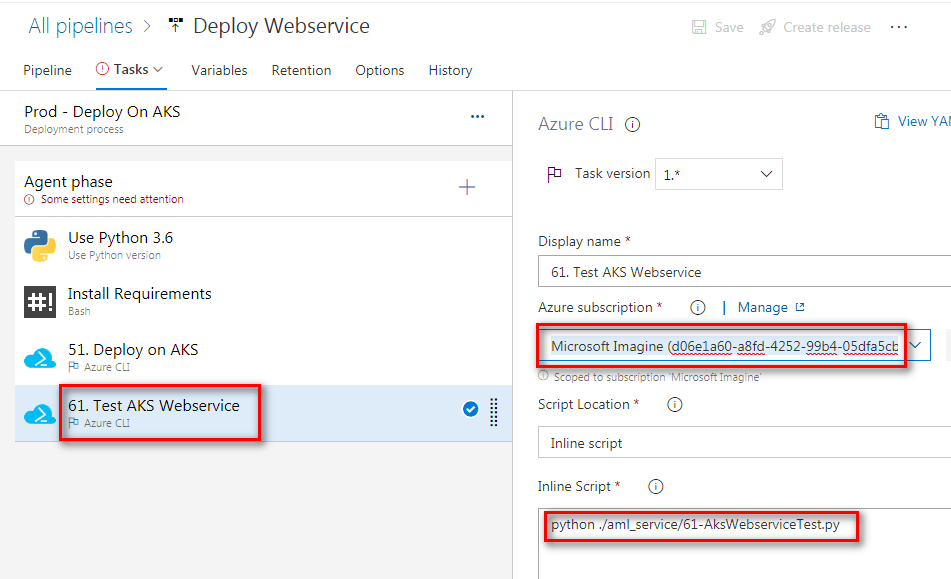 All pipelines > Deploy Webservice
Save Create release ...
Pipeline Tasks Variables Retention Options History
Prod - Deploy On AKS
Deployment process
...
Agent phase
Some settings need attention
Use Python 3.6
Use Python version
#!
Install Requirements
Bash
51. Deploy on AKS
Azure CLI
61. Test AKS Webservice
Azure CLI
Azure CLI
View YAM
Task version 1.*
Display name *
61. Test AKS Webservice
Azure subscription * | Manage
Microsoft Imagine (d06e1a60-a8fd-4252-99b4-05dfa5cb
Scoped to subscription 'Microsoft Imagine'
Script Location *
Inline script
Inline Script *
python ./aml_service/61-AksWebserviceTest.py